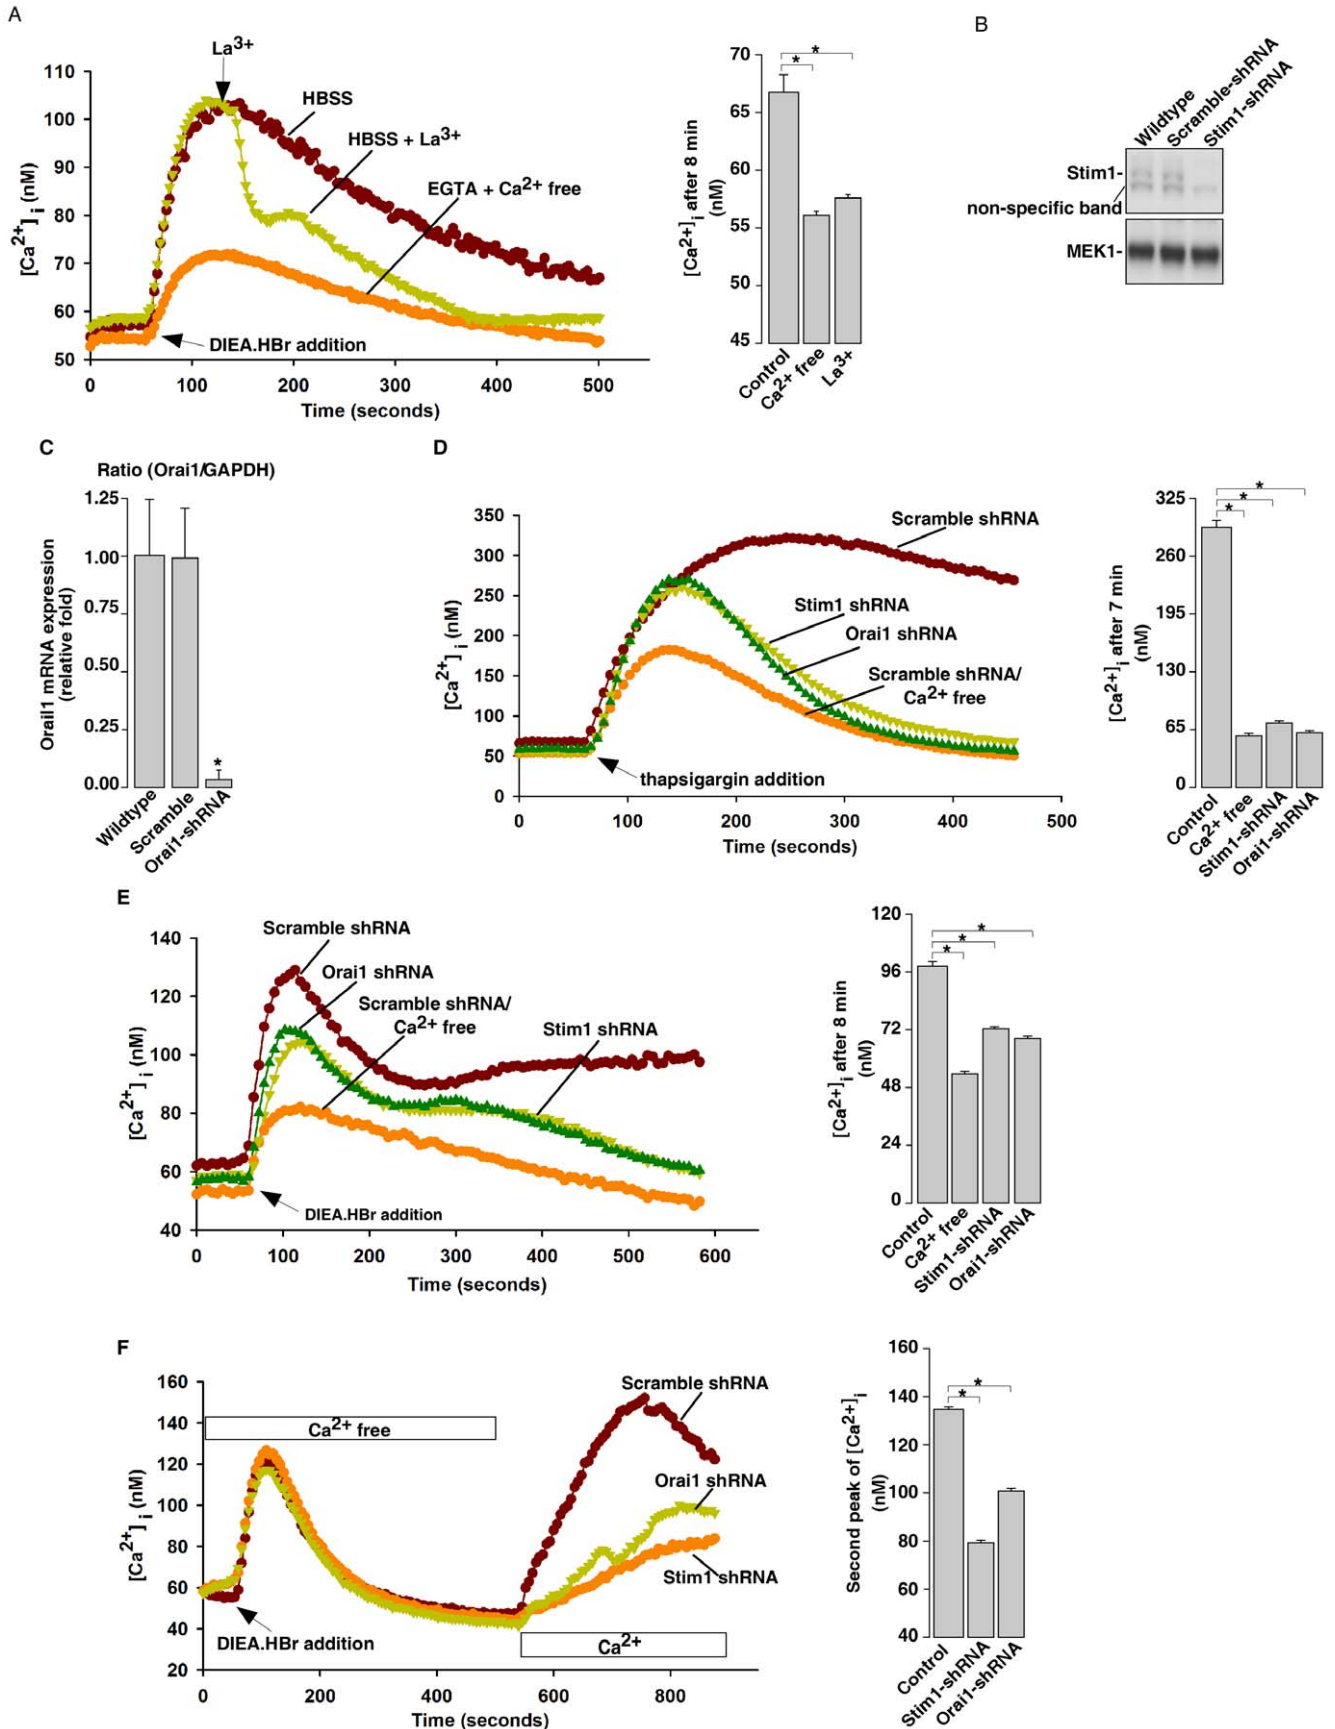 A
La3+
HBSS
HBSS + La3+
EGTA + Ca2+ free
DIEA.HBr addition
[Ca2+]i (nM)
110
100
90
80
70
60
50
0 100 200 300 400 500
Time (seconds)
[Ca2+]i after 8 min
(nM)
70
65
60
55
50
45
* *
Control
Ca2+ free
La3+
B
Wildtype
Scramble-shRNA
Stim1-shRNA
Stim1-
non-specific band
MEK1-
C
Ratio (Orai1/GAPDH)
Orail1 mRNA expression
(relative fold)
1.25
1.00
0.75
0.50
0.25
0.00
*
Wildtype
Scramble
Orai1-shRNA
D
[Ca2+]i (nM)
350
300
250
200
150
100
50
0
Scramble shRNA
Stim1 shRNA
Orai1 shRNA
Scramble shRNA/
Ca2+ free
thapsigargin addition
0 100 200 300 400 500
Time (seconds)
[Ca2+]i after 7 min
(nM)
325
260
195
130
65
0
* * *
Control
Ca2+ free
Stim1-shRNA
Orai1-shRNA
E
[Ca2+]i (nM)
140
120
100
80
60
40
Scramble shRNA
Orai1 shRNA
Scramble shRNA/
Ca2+ free
Stim1 shRNA
DIEA.HBr addition
0 100 200 300 400 500 600
Time (seconds)
[Ca2+]i after 8 min
(nM)
120
96
72
48
24
0
* * *
Control
Ca2+ free
Stim1-shRNA
Orai1-shRNA
F
[Ca2+]i (nM)
160
140
120
100
80
60
40
20
Ca2+ free
Scramble shRNA
Orai1 shRNA
Stim1 shRNA
DIEA.HBr addition
Ca2+
0 200 400 600 800
Time (seconds)
Second peak of [Ca2+]i
(nM)
160
140
120
100
80
60
40
* *
Control
Stim1-shRNA
Orai1-shRNA